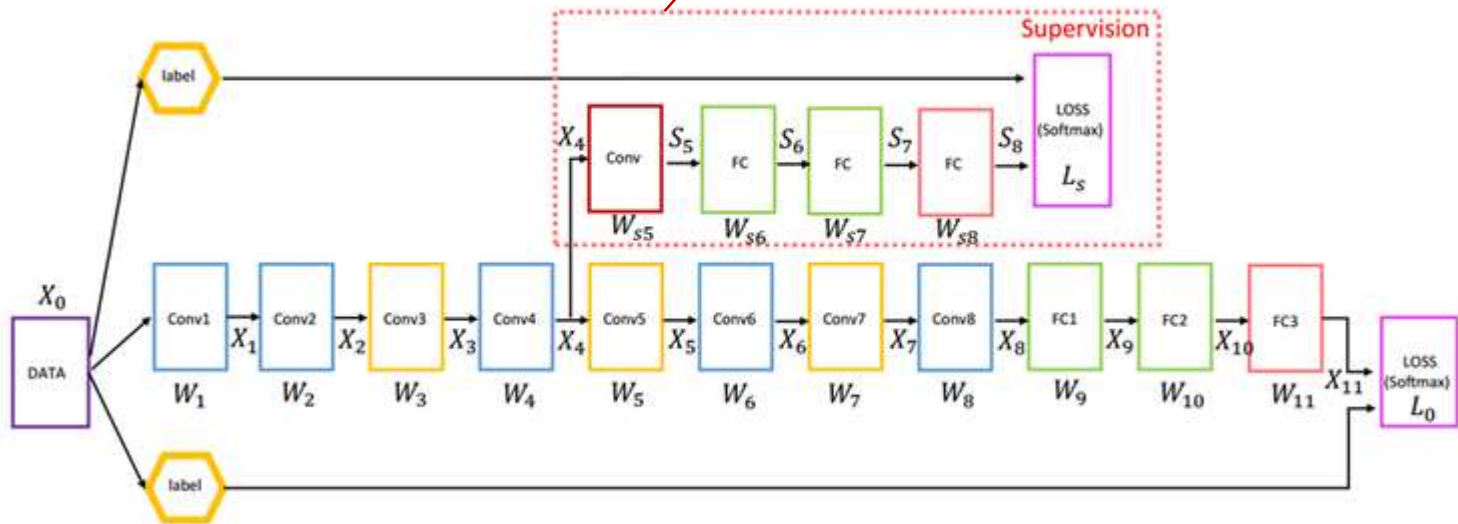 Supervision
label
LOSS
(Softmax)
X₄ Conv S₅ FC S₆ FC S₇ FC S₈
Lₛ
Wₛ₅ Wₛ₆ Wₛ₇ Wₛ₈
X₀
DATA
Conv1 Conv2 Conv3 Conv4 Conv5 Conv6 Conv7 Conv8 FC1 FC2 FC3
X₁ X₂ X₃ X₄ X₅ X₆ X₇ X₈ X₉ X₁₀ X₁₁
W₁ W₂ W₃ W₄ W₅ W₆ W₇ W₈ W₉ W₁₀ W₁₁
LOSS
(Softmax)
L₀
label